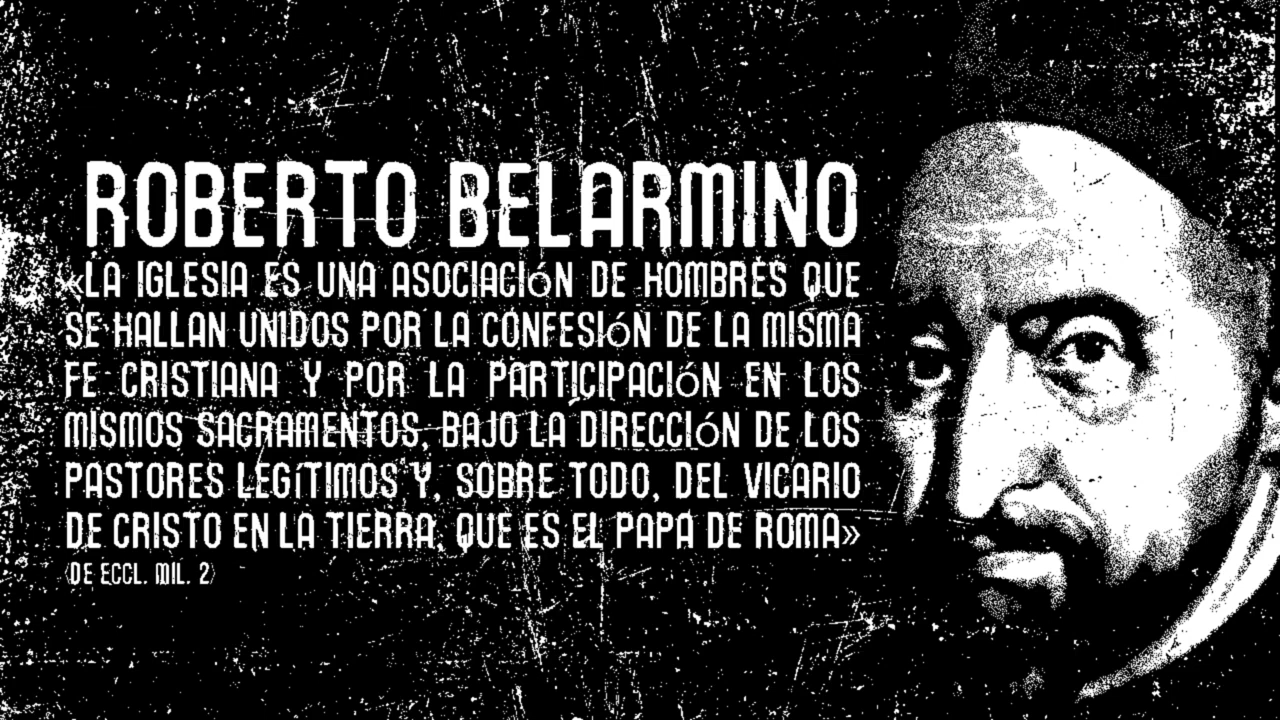 ROBERTO BELARMINO
«LA IGLESIA ES UNA ASOCIACIÓN DE HOMBRES QUE
SE HALLAN UNIDOS POR LA CONFESIÓN DE LA MISMA
FE CRISTIANA Y POR LA PARTICIPACIÓN EN LOS
MISMOS SACRAMENTOS, BAJO LA DIRECCIÓN DE LOS
PASTORES LEGÍTIMOS Y, SOBRE TODO, DEL VICARIO
DE CRISTO EN LA TIERRA, QUE ES EL PAPA DE ROMA»
(DE ECCL. MIL. 2)